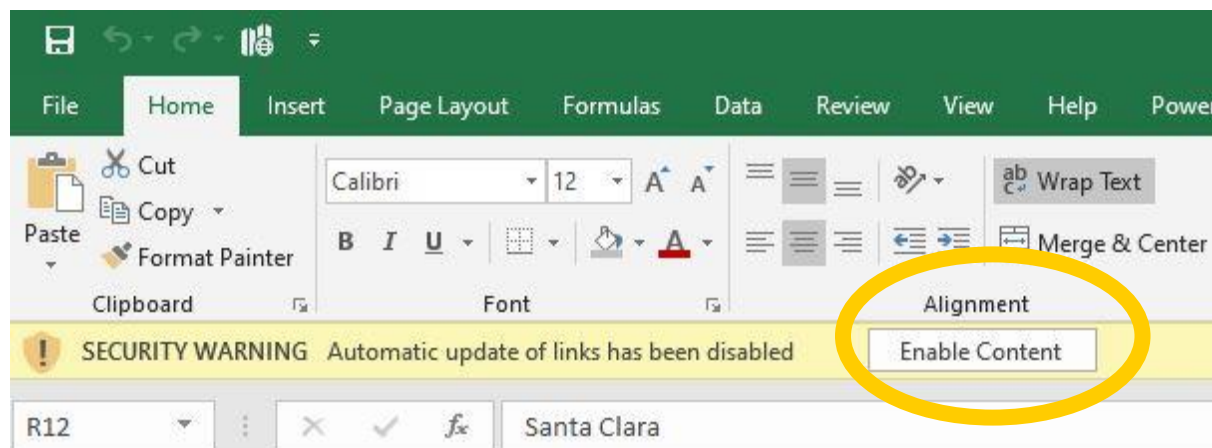 File Home Insert Page Layout Formulas Data Review View Help Power
Cut
Calibri 12 A A ab Wrap Text
Copy
Paste
B I U A Merge & Center
Format Painter
Clipboard Font Alignment
SECURITY WARNING Automatic update of links has been disabled Enable Content
R12 fx Santa Clara